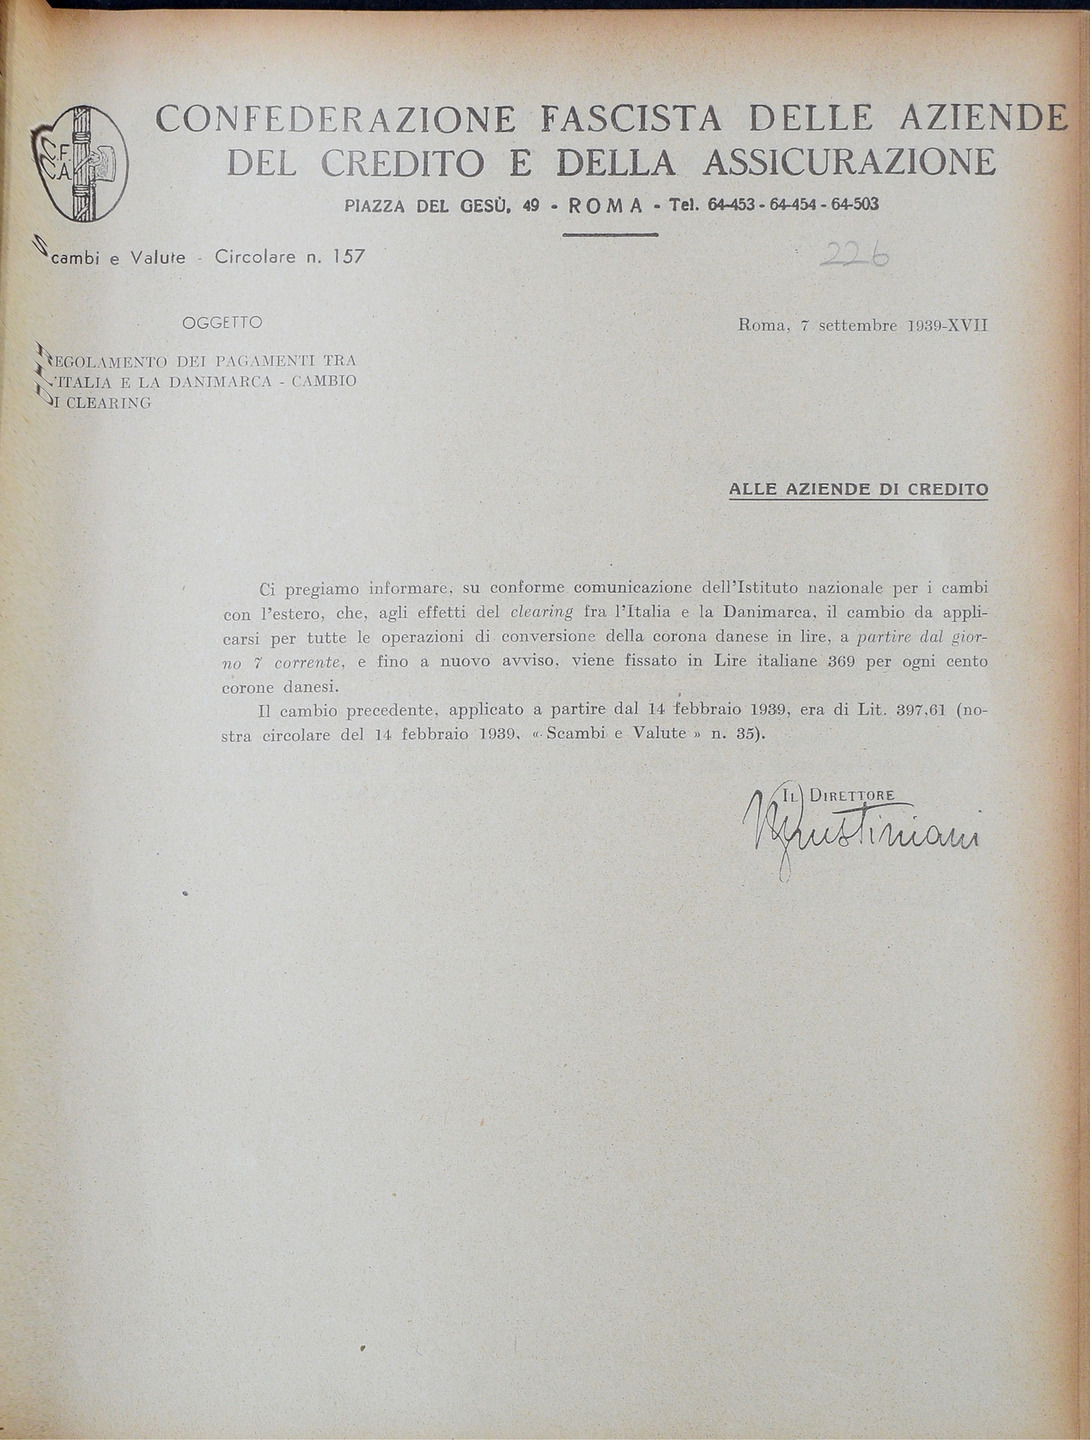 C.F.
C.A.
CONFEDERAZIONE FASCISTA DELLE AZIENDE
DEL CREDITO E DELLA ASSICURAZIONE
PIAZZA DEL GESÙ, 49 - ROMA - Tel. 64-453 - 64-454 - 64-503
Scambi e Valute - Circolare n. 157
226
OGGETTO
Roma, 7 settembre 1939-XVII
REGOLAMENTO DEI PAGAMENTI TRA
L'ITALIA E LA DANIMARCA - CAMBIO
DI CLEARING
ALLE AZIENDE DI CREDITO
Ci pregiamo informare, su conforme comunicazione dell'Istituto nazionale per i cambi
con l'estero, che, agli effetti del clearing fra l'Italia e la Danimarca, il cambio da appli-
carsi per tutte le operazioni di conversione della corona danese in lire, a partire dal gior-
no 7 corrente, e fino a nuovo avviso, viene fissato in Lire italiane 369 per ogni cento
corone danesi.
Il cambio precedente, applicato a partire dal 14 febbraio 1939, era di Lit. 397,61 (no-
stra circolare del 14 febbraio 1939, « Scambi e Valute » n. 35).
IL DIRETTORE
Giustiniani